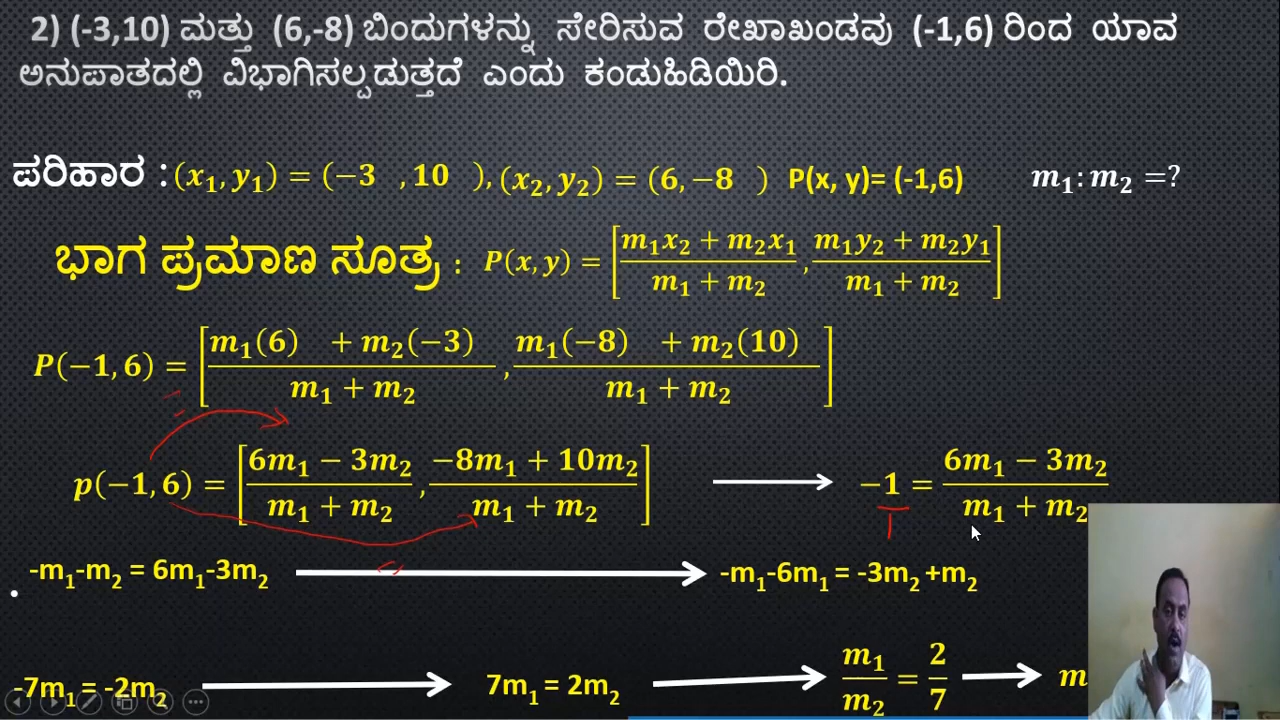 2) (-3,10) ಮತ್ತು (6,-8) ಬಿಂದುಗಳನ್ನು ಸೇರಿಸುವ ರೇಖಾಖಂಡವು (-1,6) ರಿಂದ ಯಾವ
ಅನುಪಾತದಲ್ಲಿ ವಿಭಾಗಿಸಲ್ಪಡುತ್ತದೆ ಎಂದು ಕಂಡುಹಿಡಿಯಿರಿ.
ಪರಿಹಾರ : (x₁, y₁) = (−3 , 10 ), (x₂, y₂) = (6, −8 ) P(x, y)= (-1,6) m₁: m₂ =?
ಭಾಗ ಪ್ರಮಾಣ ಸೂತ್ರ : P(x, y) = [(m₁x₂ + m₂x₁)/(m₁ + m₂), (m₁y₂ + m₂y₁)/(m₁ + m₂)]
P(−1, 6) = [(m₁(6) + m₂(−3))/(m₁ + m₂), (m₁(−8) + m₂(10))/(m₁ + m₂)]
p(−1, 6) = [(6m₁ − 3m₂)/(m₁ + m₂), (−8m₁ + 10m₂)/(m₁ + m₂)] → −1 = (6m₁ − 3m₂)/(m₁ + m₂)
-m₁-m₂ = 6m₁-3m₂ → -m₁-6m₁ = -3m₂ +m₂
-7m₁ = -2m₂ → 7m₁ = 2m₂ → m₁/m₂ = 2/7 → m